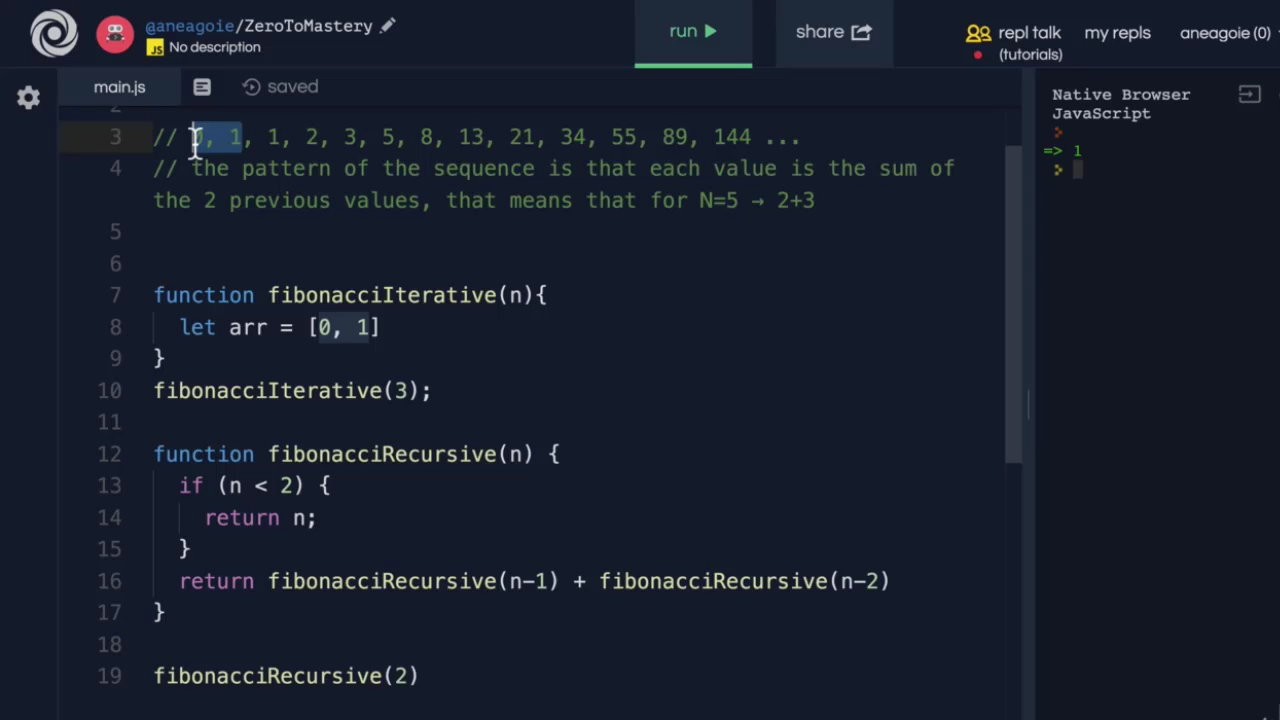 @aneagoie/ZeroToMastery
JS No description
run
share
repl talk
(tutorials)
my repls
aneagoie (0)
main.js
saved
Native Browser
JavaScript
=> 1
2
3 // 0, 1, 1, 2, 3, 5, 8, 13, 21, 34, 55, 89, 144 ...
4 // the pattern of the sequence is that each value is the sum of
the 2 previous values, that means that for N=5 → 2+3
5
6
7 function fibonacciIterative(n){
8 let arr = [0, 1]
9 }
10 fibonacciIterative(3);
11
12 function fibonacciRecursive(n) {
13 if (n < 2) {
14 return n;
15 }
16 return fibonacciRecursive(n-1) + fibonacciRecursive(n-2)
17 }
18
19 fibonacciRecursive(2)